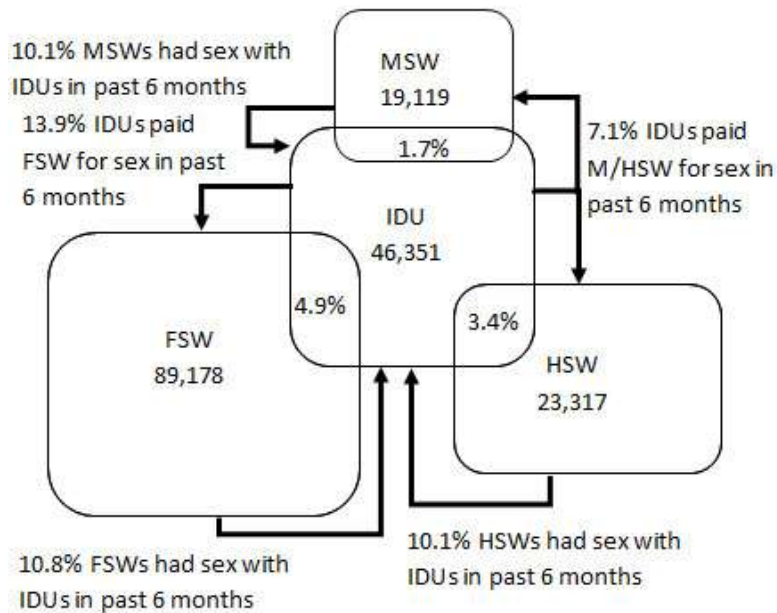 10.1% MSWs had sex with
IDUs in past 6 months
13.9% IDUs paid
FSW for sex in past
6 months
MSW
19,119
1.7%
7.1% IDUs paid
M/HSW for sex in
past 6 months
IDU
46,351
4.9%
3.4%
FSW
89,178
HSW
23,317
10.8% FSWs had sex with
IDUs in past 6 months
10.1% HSWs had sex with
IDUs in past 6 months